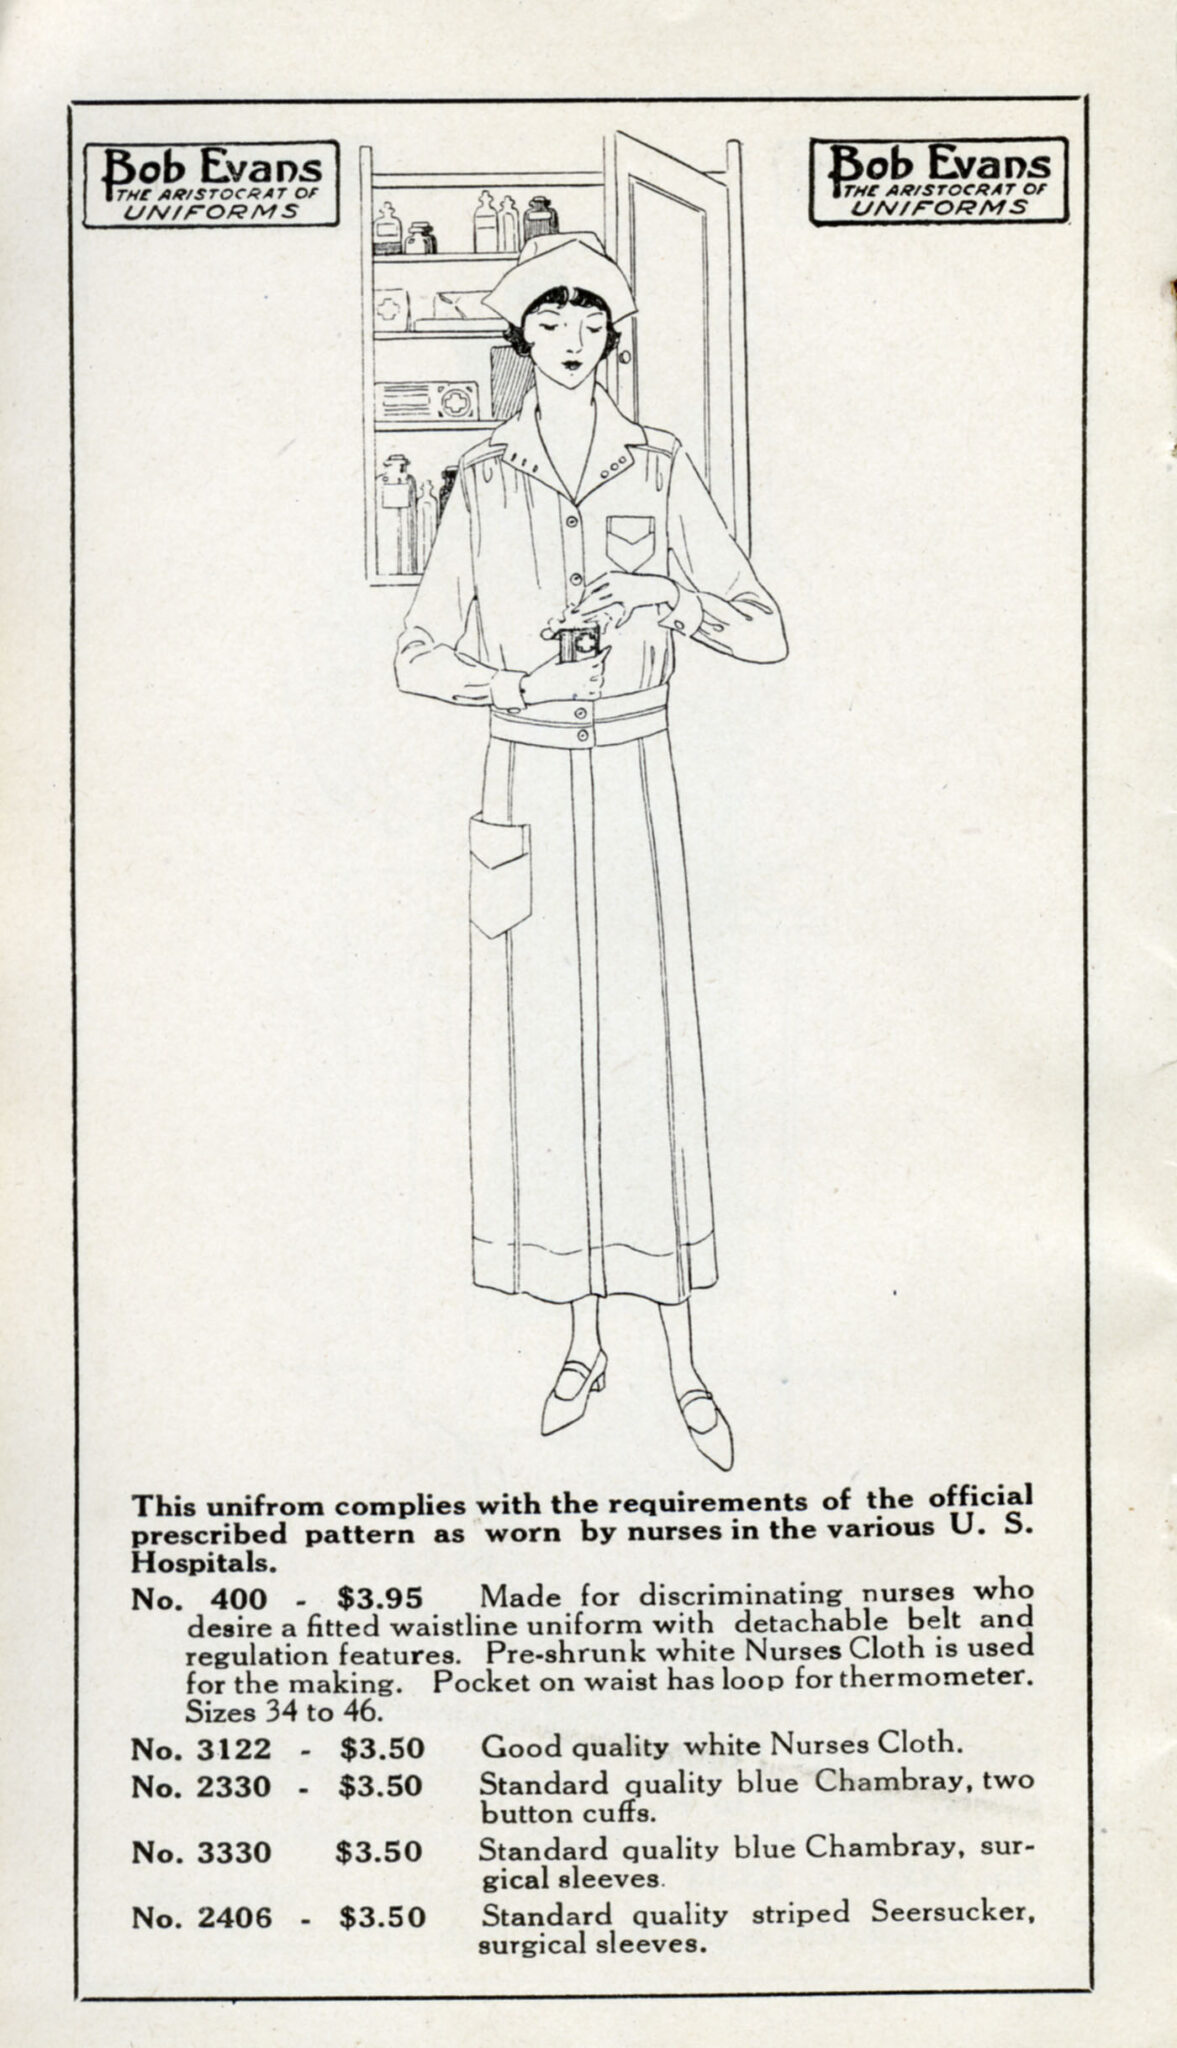 Bob Evans
THE ARISTOCRAT OF
UNIFORMS
Bob Evans
THE ARISTOCRAT OF
UNIFORMS
This unifrom complies with the requirements of the official
prescribed pattern as worn by nurses in the various U. S.
Hospitals.
No. 400 - $3.95 Made for discriminating nurses who
desire a fitted waistline uniform with detachable belt and
regulation features. Pre-shrunk white Nurses Cloth is used
for the making. Pocket on waist has loop for thermometer.
Sizes 34 to 46.
No. 3122 - $3.50 Good quality white Nurses Cloth.
No. 2330 - $3.50 Standard quality blue Chambray, two
button cuffs.
No. 3330 $3.50 Standard quality blue Chambray, sur-
gical sleeves.
No. 2406 - $3.50 Standard quality striped Seersucker,
surgical sleeves.